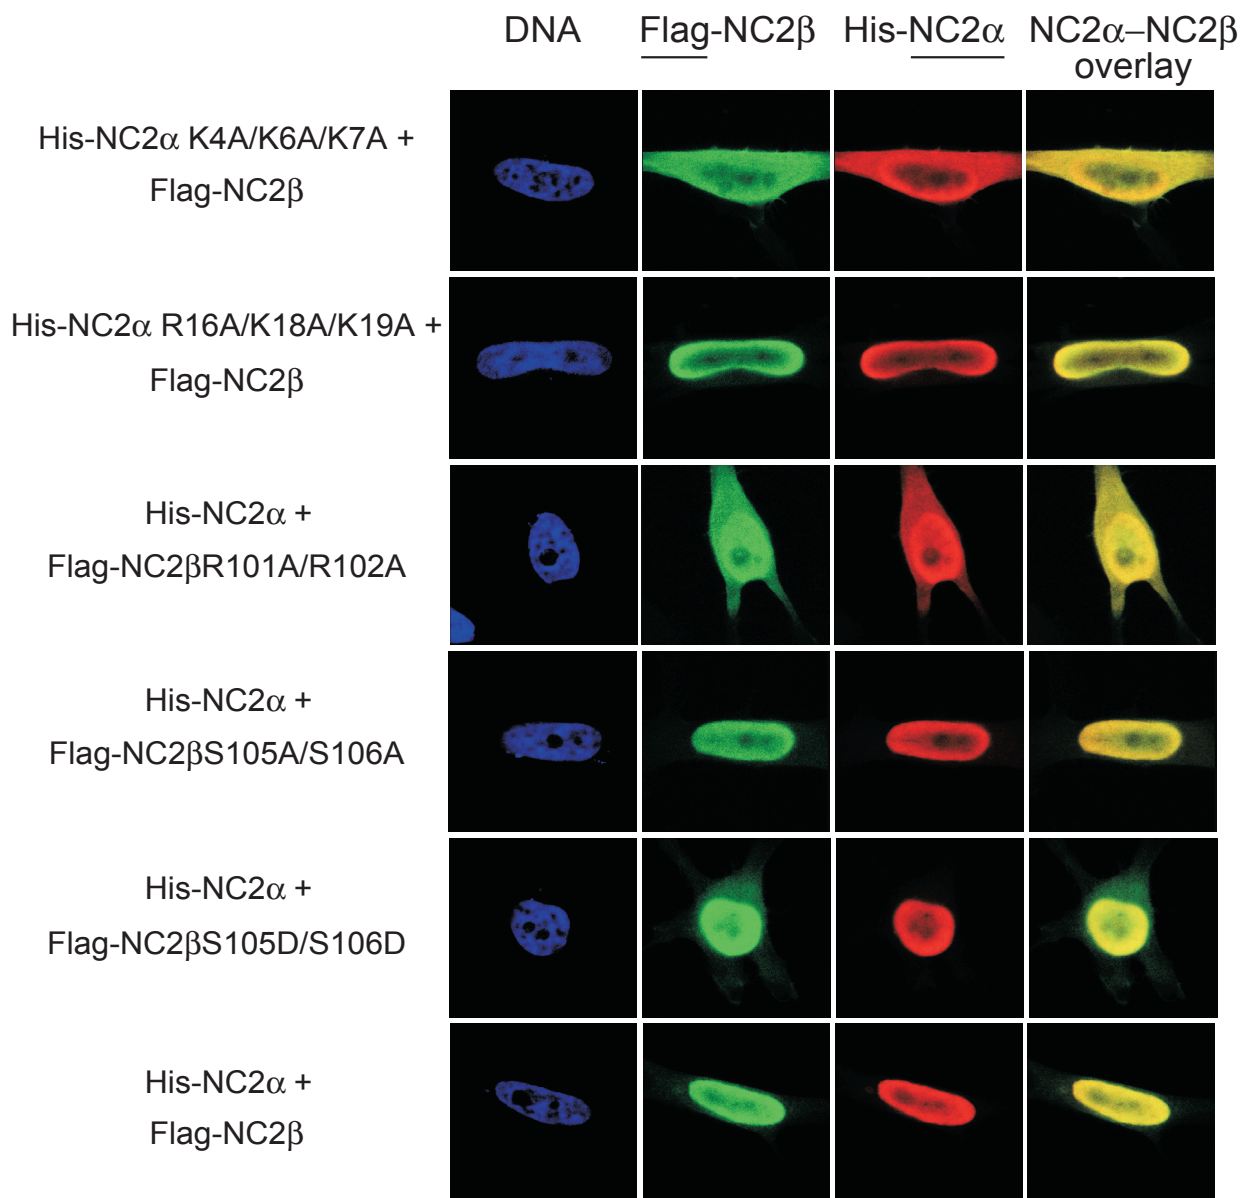 DNA
Flag-NC2β
His-NC2α
NC2α–NC2β
overlay
His-NC2α K4A/K6A/K7A +
Flag-NC2β
His-NC2α R16A/K18A/K19A +
Flag-NC2β
His-NC2α +
Flag-NC2βR101A/R102A
His-NC2α +
Flag-NC2βS105A/S106A
His-NC2α +
Flag-NC2βS105D/S106D
His-NC2α +
Flag-NC2β